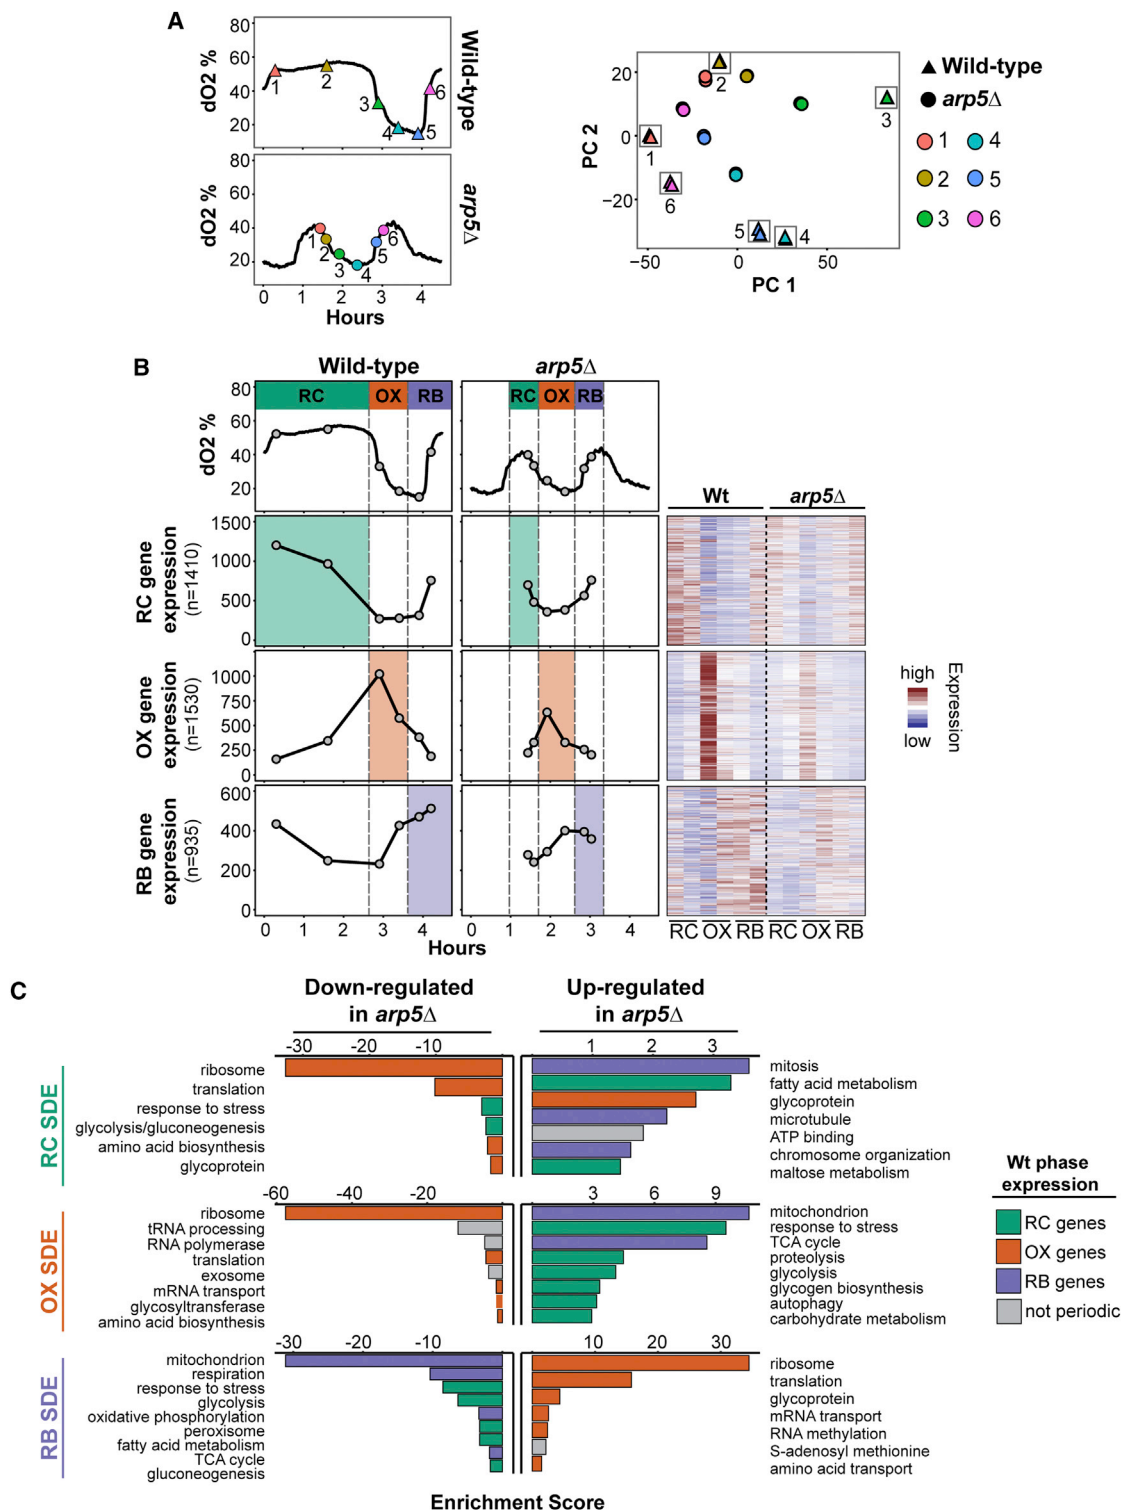 A
dO2 %
80
60
40
20
1
2
3
4
5
6
Wild-type
dO2 %
80
60
40
20
1
2
3
4
5
6
arp5Δ
0 1 2 3 4
Hours
PC 2
20
0
−20
1
2
3
4
5
6
−50 0 50
PC 1
Wild-type
arp5Δ
1 4
2 5
3 6
B
Wild-type arp5Δ
RC OX RB RC OX RB
dO2 %
80
60
40
20
Wt arp5Δ
RC gene
expression
(n=1410)
1500
1000
500
0
OX gene
expression
(n=1530)
1000
750
500
250
0
RB gene
expression
(n=935)
600
400
200
0
0 1 2 3 4 0 1 2 3 4
Hours
RC OX RB RC OX RB
high
low
Expression
C
Down-regulated
in arp5Δ
Up-regulated
in arp5Δ
RC SDE
-30 -20 -10
ribosome
translation
response to stress
glycolysis/gluconeogenesis
amino acid biosynthesis
glycoprotein
1 2 3
mitosis
fatty acid metabolism
glycoprotein
microtubule
ATP binding
chromosome organization
maltose metabolism
OX SDE
-60 -40 -20
ribosome
tRNA processing
RNA polymerase
translation
exosome
mRNA transport
glycosyltransferase
amino acid biosynthesis
3 6 9
mitochondrion
response to stress
TCA cycle
proteolysis
glycolysis
glycogen biosynthesis
autophagy
carbohydrate metabolism
RB SDE
-30 -20 -10
mitochondrion
respiration
response to stress
glycolysis
oxidative phosphorylation
peroxisome
fatty acid metabolism
TCA cycle
gluconeogenesis
10 20 30
ribosome
translation
glycoprotein
mRNA transport
RNA methylation
S-adenosyl methionine
amino acid transport
Enrichment Score
Wt phase
expression
RC genes
OX genes
RB genes
not periodic